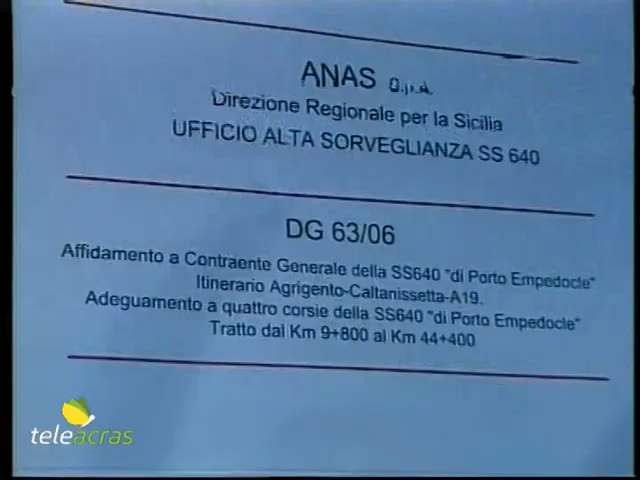 ANAS S.p.A.
Direzione Regionale per la Sicilia
UFFICIO ALTA SORVEGLIANZA SS 640
DG 63/06
Affidamento a Contraente Generale della SS640 "di Porto Empedocle"
Itinerario Agrigento-Caltanissetta-A19.
Adeguamento a quattro corsie della SS640 "di Porto Empedocle"
Tratto dal Km 9+800 al Km 44+400
teleacras